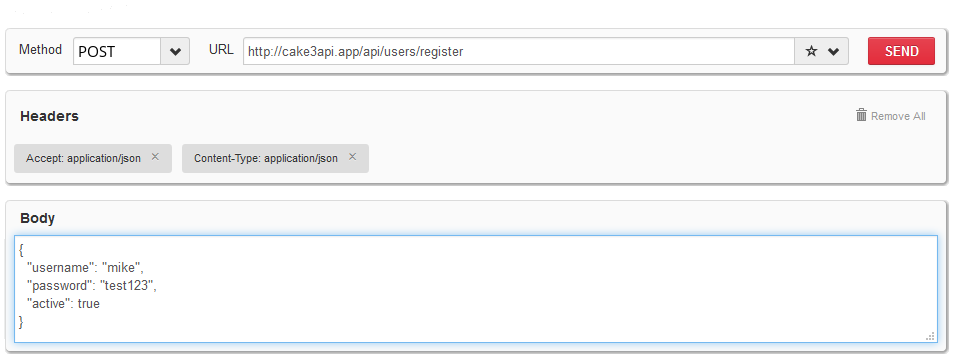 Method POST URL http://cake3api.app/api/users/register SEND
Headers Remove All
Accept: application/json × Content-Type: application/json ×
Body
{
"username": "mike",
"password": "test123",
"active": true
}